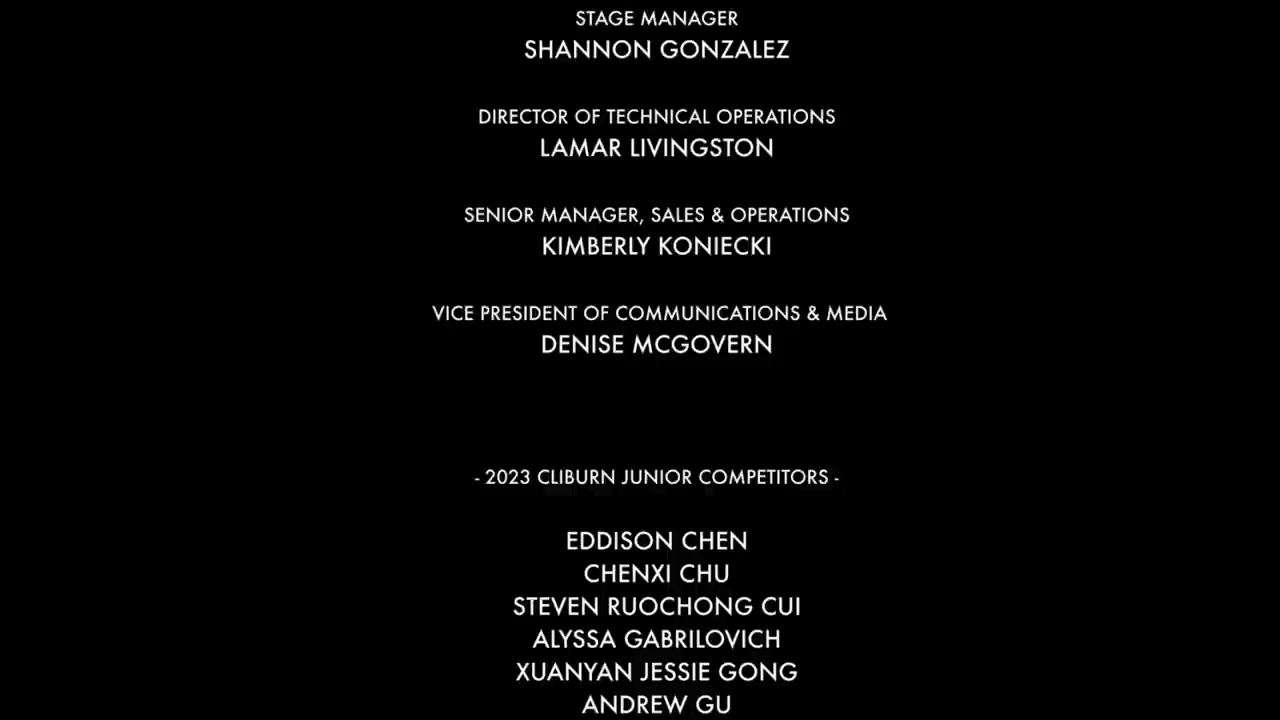 STAGE MANAGER
SHANNON GONZALEZ
DIRECTOR OF TECHNICAL OPERATIONS
LAMAR LIVINGSTON
SENIOR MANAGER, SALES & OPERATIONS
KIMBERLY KONIECKI
VICE PRESIDENT OF COMMUNICATIONS & MEDIA
DENISE MCGOVERN
- 2023 CLIBURN JUNIOR COMPETITORS -
EDDISON CHEN
CHENXI CHU
STEVEN RUOCHONG CUI
ALYSSA GABRILOVICH
XUANYAN JESSIE GONG
ANDREW GU